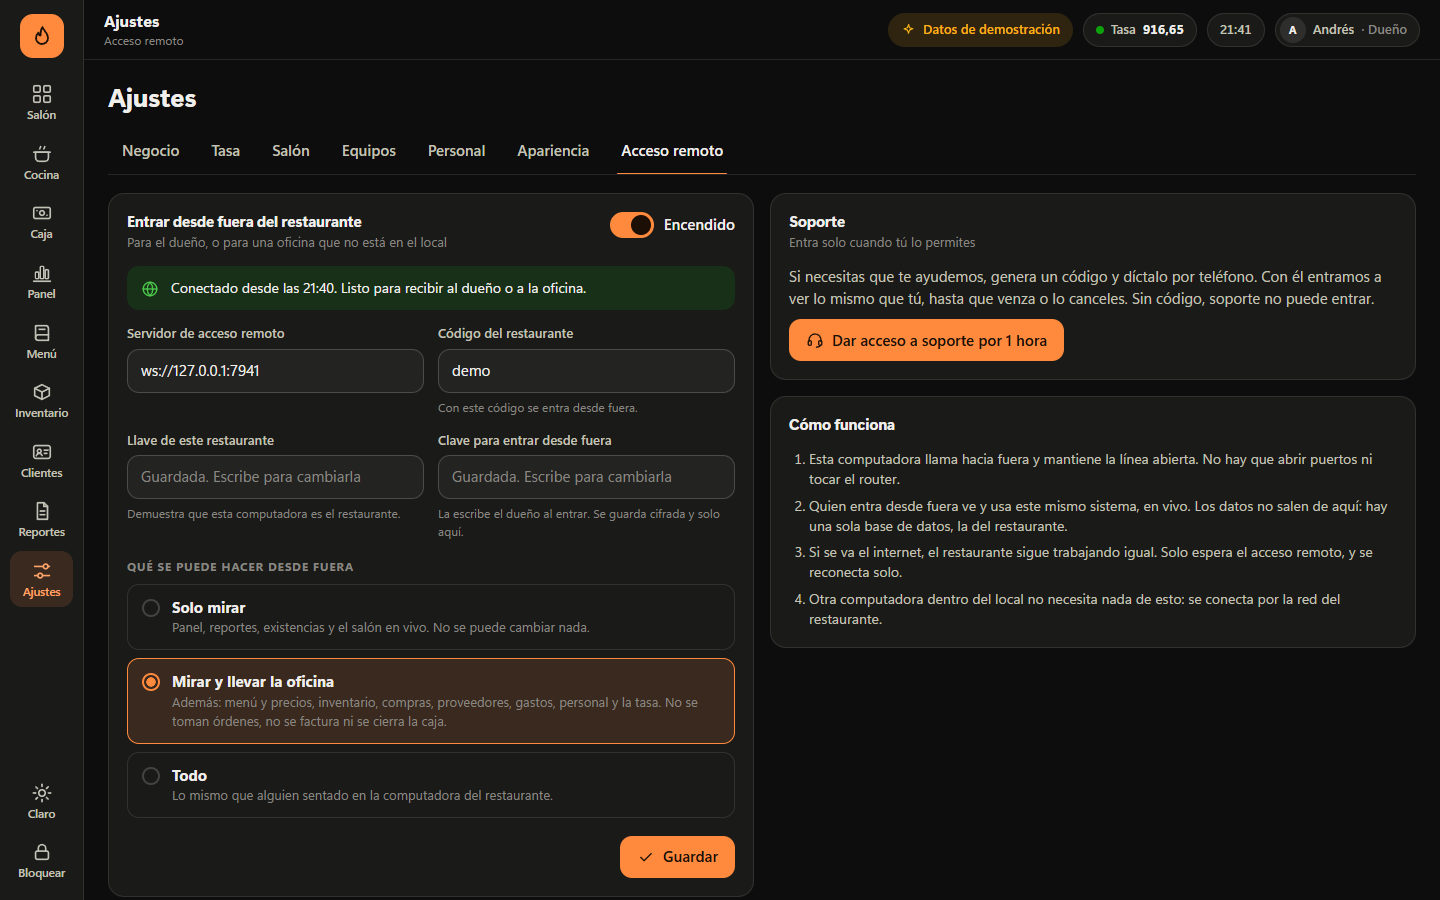 Ajustes
Acceso remoto
Datos de demostración
Tasa 916,65
21:41
A Andrés · Dueño
Salón
Cocina
Caja
Panel
Menú
Inventario
Clientes
Reportes
Ajustes
Claro
Bloquear
Ajustes
Negocio Tasa Salón Equipos Personal Apariencia Acceso remoto
Entrar desde fuera del restaurante
Para el dueño, o para una oficina que no está en el local
Encendido
Conectado desde las 21:40. Listo para recibir al dueño o a la oficina.
Servidor de acceso remoto
ws://127.0.0.1:7941
Código del restaurante
demo
Con este código se entra desde fuera.
Llave de este restaurante
Guardada. Escribe para cambiarla
Demuestra que esta computadora es el restaurante.
Clave para entrar desde fuera
Guardada. Escribe para cambiarla
La escribe el dueño al entrar. Se guarda cifrada y solo
aquí.
QUÉ SE PUEDE HACER DESDE FUERA
Solo mirar
Panel, reportes, existencias y el salón en vivo. No se puede cambiar nada.
Mirar y llevar la oficina
Además: menú y precios, inventario, compras, proveedores, gastos, personal y la tasa. No se
toman órdenes, no se factura ni se cierra la caja.
Todo
Lo mismo que alguien sentado en la computadora del restaurante.
Guardar
Soporte
Entra solo cuando tú lo permites
Si necesitas que te ayudemos, genera un código y díctalo por teléfono. Con él entramos a
ver lo mismo que tú, hasta que venza o lo canceles. Sin código, soporte no puede entrar.
Dar acceso a soporte por 1 hora
Cómo funciona
1. Esta computadora llama hacia fuera y mantiene la línea abierta. No hay que abrir puertos ni
tocar el router.
2. Quien entra desde fuera ve y usa este mismo sistema, en vivo. Los datos no salen de aquí: hay
una sola base de datos, la del restaurante.
3. Si se va el internet, el restaurante sigue trabajando igual. Solo espera el acceso remoto, y se
reconecta solo.
4. Otra computadora dentro del local no necesita nada de esto: se conecta por la red del
restaurante.